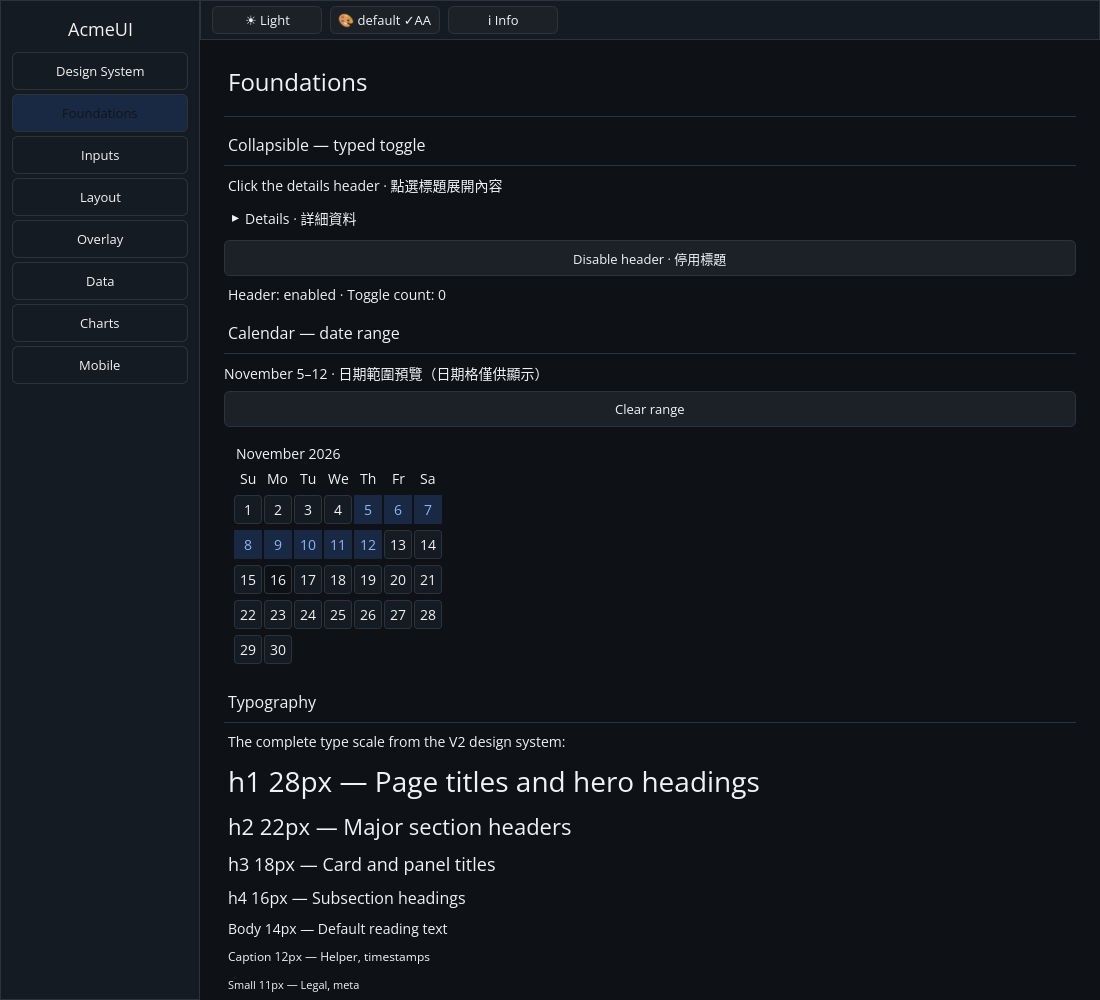 AcmeUI
Design System
Foundations
Inputs
Layout
Overlay
Data
Charts
Mobile
☀ Light
🎨 default ✓AA
i Info
Foundations
Collapsible — typed toggle
Click the details header · 點選標題展開內容
▸ Details · 詳細資料
Disable header · 停用標題
Header: enabled · Toggle count: 0
Calendar — date range
November 5–12 · 日期範圍預覽（日期格僅供顯示）
Clear range
November 2026
Su Mo Tu We Th Fr Sa
1 2 3 4 5 6 7
8 9 10 11 12 13 14
15 16 17 18 19 20 21
22 23 24 25 26 27 28
29 30
Typography
The complete type scale from the V2 design system:
h1 28px — Page titles and hero headings
h2 22px — Major section headers
h3 18px — Card and panel titles
h4 16px — Subsection headings
Body 14px — Default reading text
Caption 12px — Helper, timestamps
Small 11px — Legal, meta